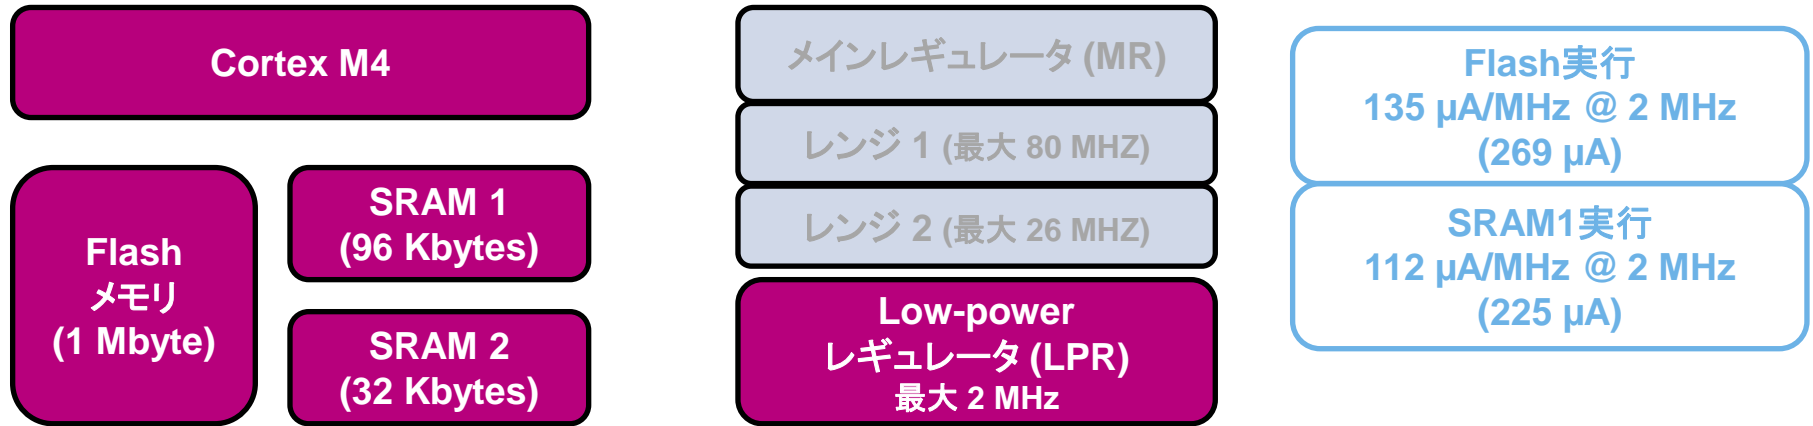 Cortex M4
Flash
メモリ
(1 Mbyte)
SRAM 1
(96 Kbytes)
SRAM 2
(32 Kbytes)
メインレギュレータ (MR)
レンジ 1 (最大 80 MHZ)
レンジ 2 (最大 26 MHZ)
Low-power
レギュレータ (LPR)
最大 2 MHz
Flash実行
135 µA/MHz @ 2 MHz
(269 µA)
SRAM1実行
112 µA/MHz @ 2 MHz
(225 µA)